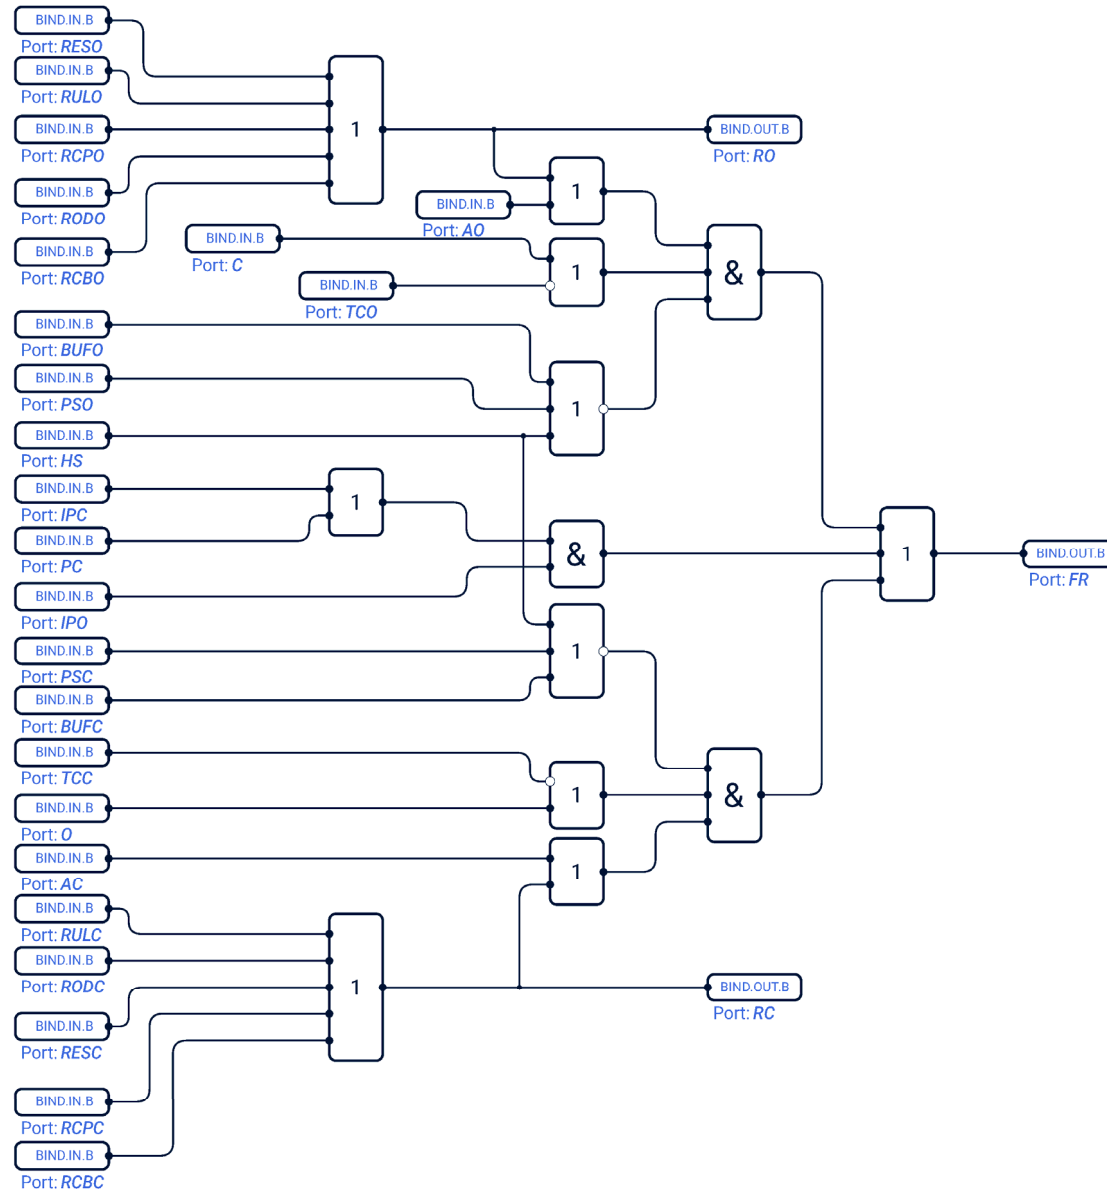 BIND.IN.B
Port: RESO
BIND.IN.B
Port: RULO
BIND.IN.B
Port: RCPO
BIND.IN.B
Port: RODO
BIND.IN.B
Port: RCBO
1
BIND.OUT.B
Port: RO
BIND.IN.B
Port: AO
1
BIND.IN.B
Port: C
1
BIND.IN.B
Port: TCO
&
BIND.IN.B
Port: BUFO
BIND.IN.B
Port: PSO
BIND.IN.B
Port: HS
1
BIND.IN.B
Port: IPC
BIND.IN.B
Port: PC
1
BIND.IN.B
Port: IPO
&
1
BIND.OUT.B
Port: FR
BIND.IN.B
Port: PSC
BIND.IN.B
Port: BUFC
1
BIND.IN.B
Port: TCC
BIND.IN.B
Port: O
1
&
BIND.IN.B
Port: AC
1
BIND.IN.B
Port: RULC
BIND.IN.B
Port: RODC
BIND.IN.B
Port: RESC
BIND.IN.B
Port: RCPC
BIND.IN.B
Port: RCBC
1
BIND.OUT.B
Port: RC